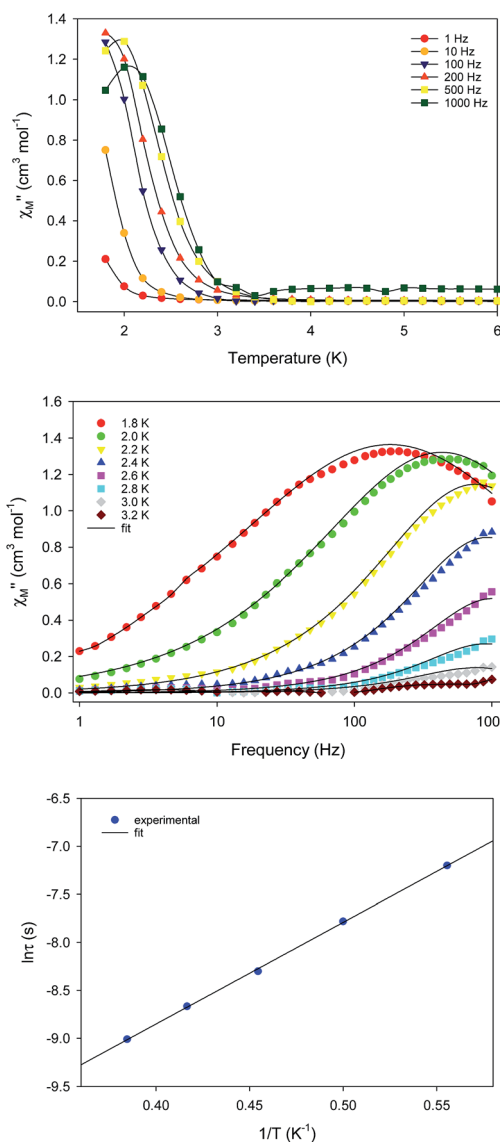 1.4
1.2
1.0
0.8
0.6
0.4
0.2
0.0
χM" (cm³ mol⁻¹)
1 Hz
10 Hz
100 Hz
200 Hz
500 Hz
1000 Hz
2 3 4 5 6
Temperature (K)
1.6
1.4
1.2
1.0
0.8
0.6
0.4
0.2
0.0
χM" (cm³ mol⁻¹)
1.8 K
2.0 K
2.2 K
2.4 K
2.6 K
2.8 K
3.0 K
3.2 K
fit
1 10 100 100
Frequency (Hz)
-6.5
-7.0
-7.5
-8.0
-8.5
-9.0
-9.5
lnτ (s)
experimental
fit
0.40 0.45 0.50 0.55
1/T (K⁻¹)